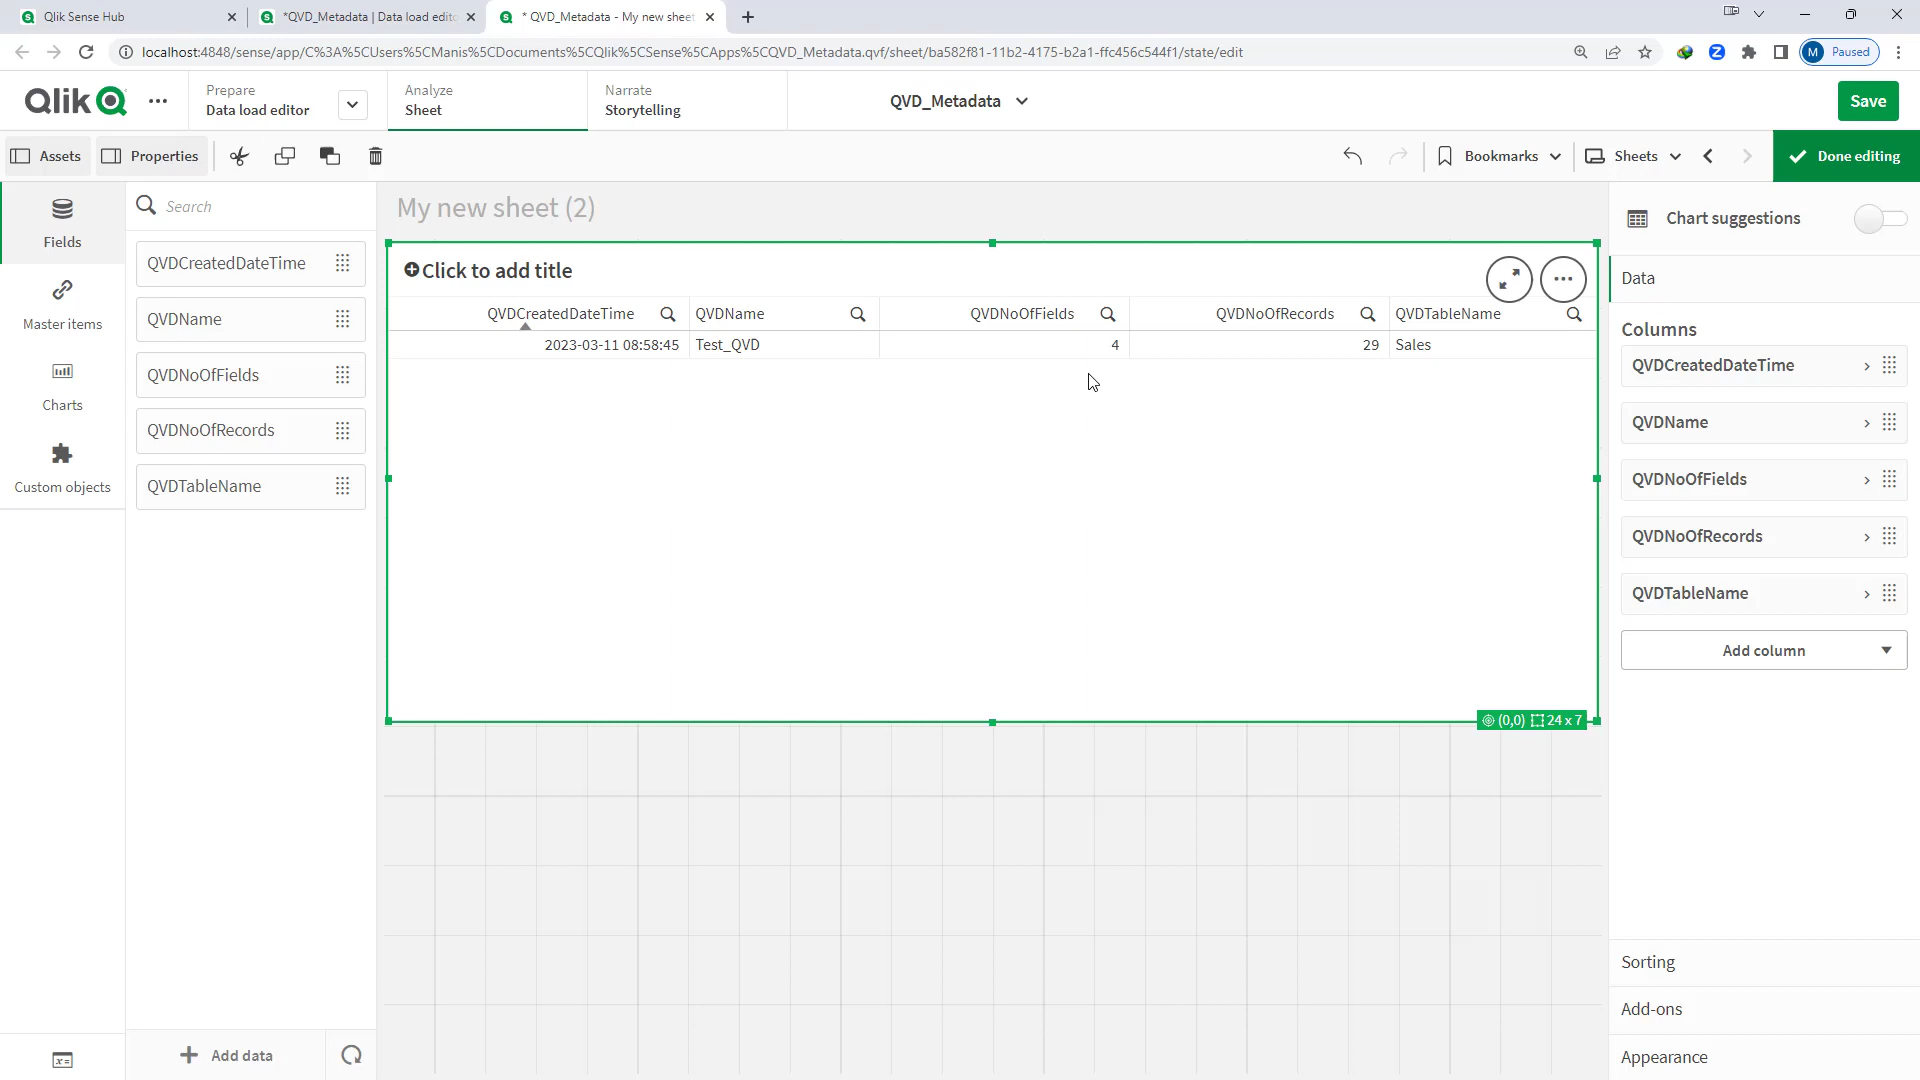 Qlik Sense Hub
*QVD_Metadata | Data load edito
* QVD_Metadata - My new sheet
localhost:4848/sense/app/C%3A%5CUsers%5CManis%5CDocuments%5CQlik%5CSense%5CApps%5CQVD_Metadata.qvf/sheet/ba582f81-11b2-4175-b2a1-ffc456c544f1/state/edit
Z
M
Paused
Qlik
Prepare
Data load editor
Analyze
Sheet
Narrate
Storytelling
QVD_Metadata
Save
Assets
Properties
Bookmarks
Sheets
Done editing
Fields
Master items
Charts
Custom objects
Search
QVDCreatedDateTime
QVDName
QVDNoOfFields
QVDNoOfRecords
QVDTableName
Add data
My new sheet (2)
Click to add title
QVDCreatedDateTime QVDName QVDNoOfFields QVDNoOfRecords QVDTableName
2023-03-11 08:58:45 Test_QVD 4 29 Sales
(0,0) 24 x 7
Chart suggestions
Data
Columns
QVDCreatedDateTime
QVDName
QVDNoOfFields
QVDNoOfRecords
QVDTableName
Add column
Sorting
Add-ons
Appearance